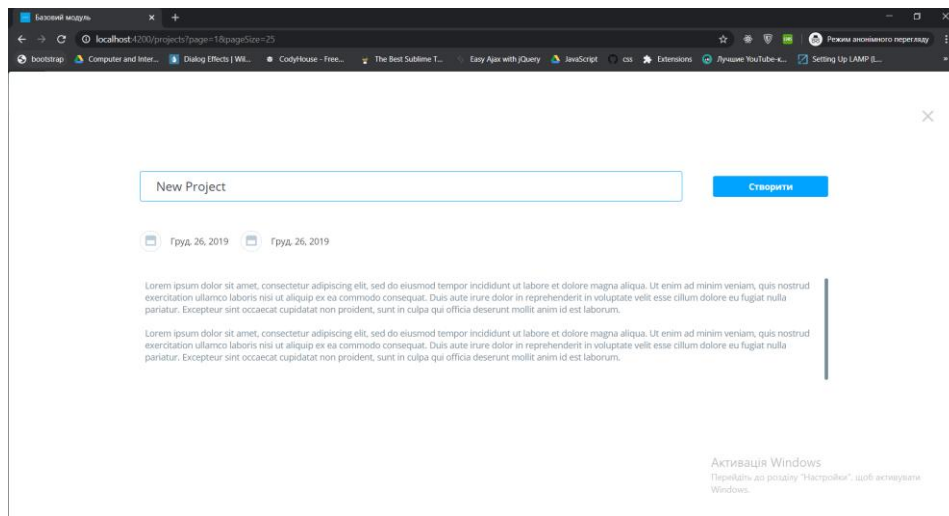 Базовий модуль
localhost:4200/projects?page=1&pageSize=25
Режим анонімного перегляду
bootstrap Computer and Inter... Dialog Effects | Wil... CodyHouse - Free... The Best Sublime T... Easy Ajax with jQuery JavaScript css Extensions Лучшие YouTube-к... Setting Up LAMP (L...
New Project
Створити
Груд. 26, 2019 Груд. 26, 2019
Lorem ipsum dolor sit amet, consectetur adipiscing elit, sed do eiusmod tempor incididunt ut labore et dolore magna aliqua. Ut enim ad minim veniam, quis nostrud
exercitation ullamco laboris nisi ut aliquip ex ea commodo consequat. Duis aute irure dolor in reprehenderit in voluptate velit esse cillum dolore eu fugiat nulla
pariatur. Excepteur sint occaecat cupidatat non proident, sunt in culpa qui officia deserunt mollit anim id est laborum.
Lorem ipsum dolor sit amet, consectetur adipiscing elit, sed do eiusmod tempor incididunt ut labore et dolore magna aliqua. Ut enim ad minim veniam, quis nostrud
exercitation ullamco laboris nisi ut aliquip ex ea commodo consequat. Duis aute irure dolor in reprehenderit in voluptate velit esse cillum dolore eu fugiat nulla
pariatur. Excepteur sint occaecat cupidatat non proident, sunt in culpa qui officia deserunt mollit anim id est laborum.
Активація Windows
Перейдіть до розділу "Настройки", щоб активувати
Windows.